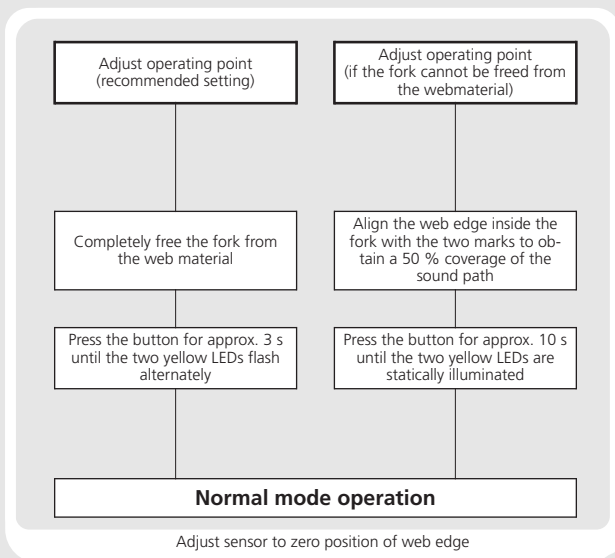 Adjust operating point
(recommended setting)
Adjust operating point
(if the fork cannot be freed from
the webmaterial)
Completely free the fork from
the web material
Align the web edge inside the
fork with the two marks to ob-
tain a 50 % coverage of the
sound path
Press the button for approx. 3 s
until the two yellow LEDs flash
alternately
Press the button for approx. 10 s
until the two yellow LEDs are
statically illuminated
Normal mode operation
Adjust sensor to zero position of web edge